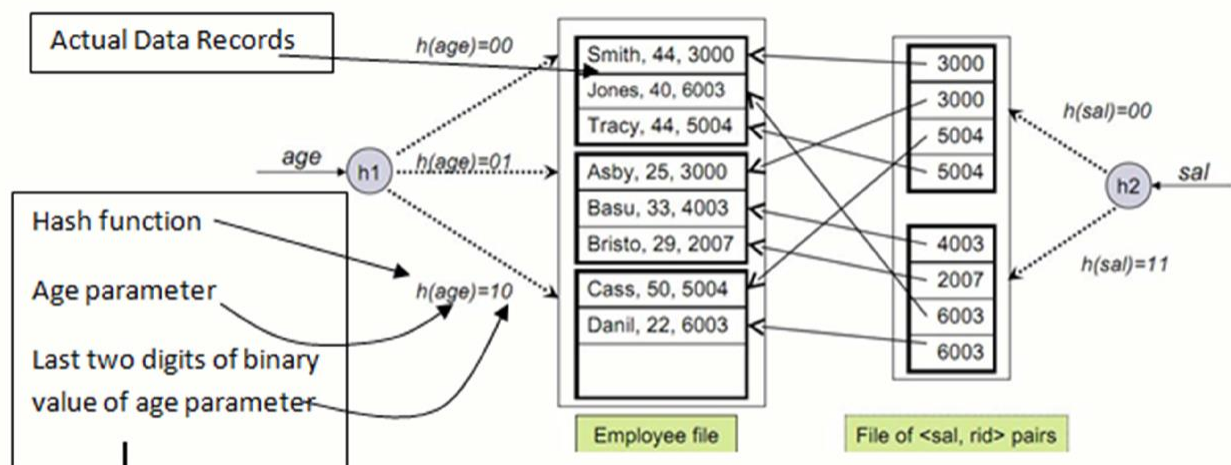 Actual Data Records
h(age)=00
age
h1
h(age)=01
Hash function
Age parameter
h(age)=10
Last two digits of binary
value of age parameter
Smith, 44, 3000
Jones, 40, 6003
Tracy, 44, 5004
Asby, 25, 3000
Basu, 33, 4003
Bristo, 29, 2007
Cass, 50, 5004
Danil, 22, 6003
Employee file
3000
3000
5004
5004
4003
2007
6003
6003
File of <sal, rid> pairs
h(sal)=00
h2
sal
h(sal)=11